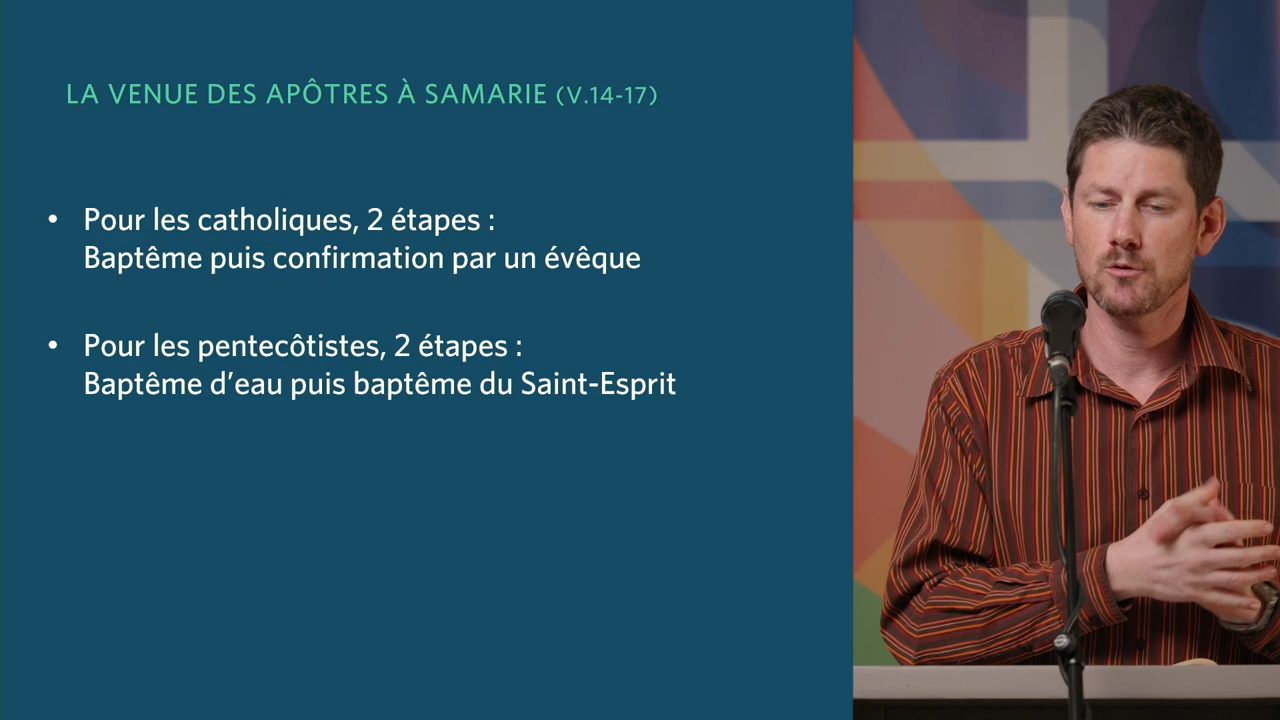 LA VENUE DES APÔTRES À SAMARIE (V.14-17)
• Pour les catholiques, 2 étapes :
Baptême puis confirmation par un évêque
• Pour les pentecôtistes, 2 étapes :
Baptême d’eau puis baptême du Saint-Esprit